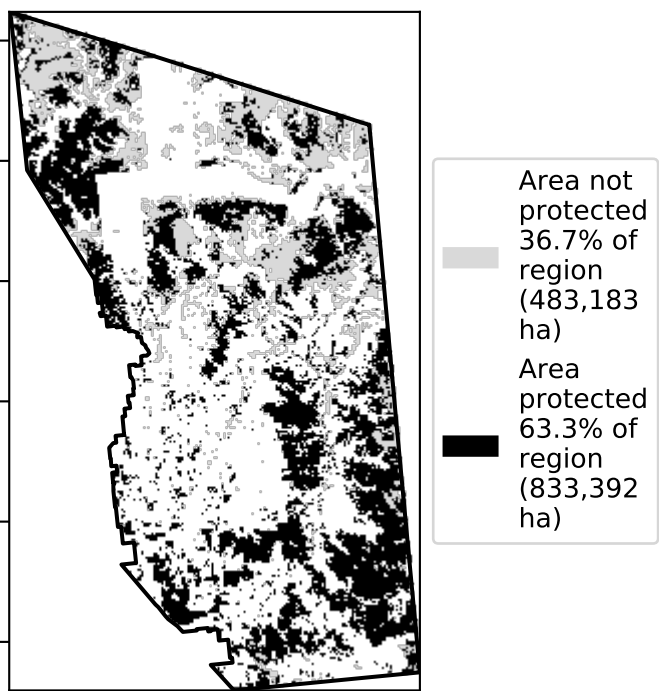 Area not
protected
36.7% of
region
(483,183
ha)
Area
protected
63.3% of
region
(833,392
ha)